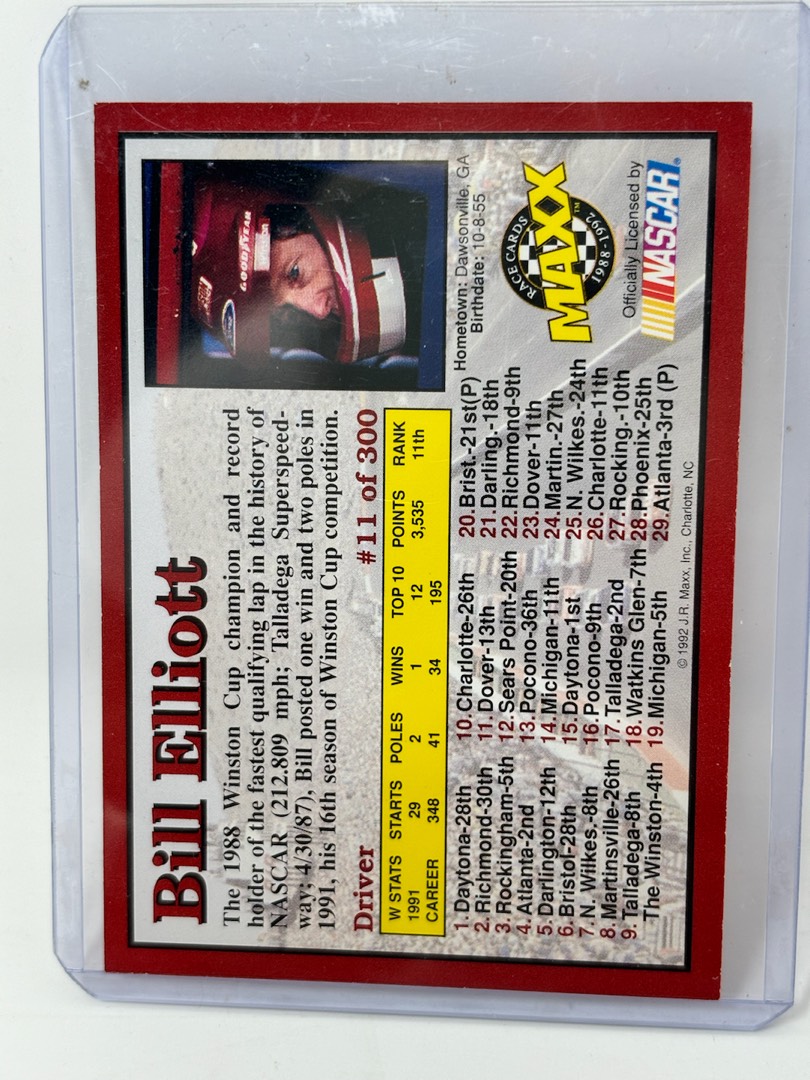 Bill Elliott
The 1988 Winston Cup champion and record
holder of the fastest qualifying lap in the history of
NASCAR (212.809 mph; Talladega Superspeed-
way; 4/30/87), Bill posted one win and two poles in
1991, his 16th season of Winston Cup competition.
Driver #11 of 300
W STATS STARTS POLES WINS TOP 10 POINTS RANK
1991 29 2 1 12 3,535 11th
CAREER 348 41 34 195
1. Daytona-28th
2. Richmond-30th
3. Rockingham-5th
4. Atlanta-2nd
5. Darlington-12th
6. Bristol-28th
7. N. Wilkes.-8th
8. Martinsville-26th
9. Talladega-8th
The Winston-4th
10. Charlotte-26th
11. Dover-13th
12. Sears Point-20th
13. Pocono-36th
14. Michigan-11th
15. Daytona-1st
16. Pocono-9th
17. Talladega-2nd
18. Watkins Glen-7th
19. Michigan-5th
20. Brist.-21st(P)
21. Darling.-18th
22. Richmond-9th
23. Dover-11th
24. Martin.-27th
25. N. Wilkes.-24th
26. Charlotte-11th
27. Rocking.-10th
28. Phoenix-25th
29. Atlanta-3rd (P)
GOODYEAR
Ford
Hometown: Dawsonville, GA
Birthdate: 10-8-55
RACE CARDS
MAXX
TM
1988-1992
Officially Licensed by
NASCAR®
© 1992 J.R. Maxx, Inc., Charlotte, NC